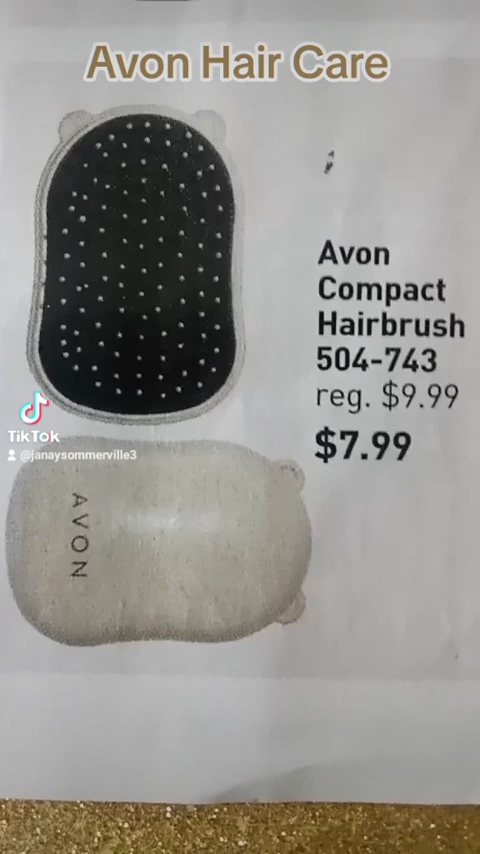 Avon Hair Care
Avon
Compact
Hairbrush
504-743
reg. $9.99
$7.99
TikTok
@janaysommerville3
AVON